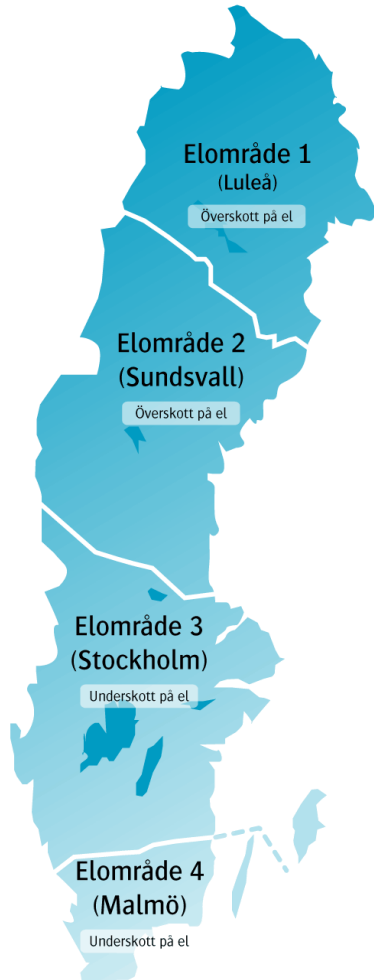 Elområde 1
(Luleå)
Överskott på el
Elområde 2
(Sundsvall)
Överskott på el
Elområde 3
(Stockholm)
Underskott på el
Elområde 4
(Malmö)
Underskott på el